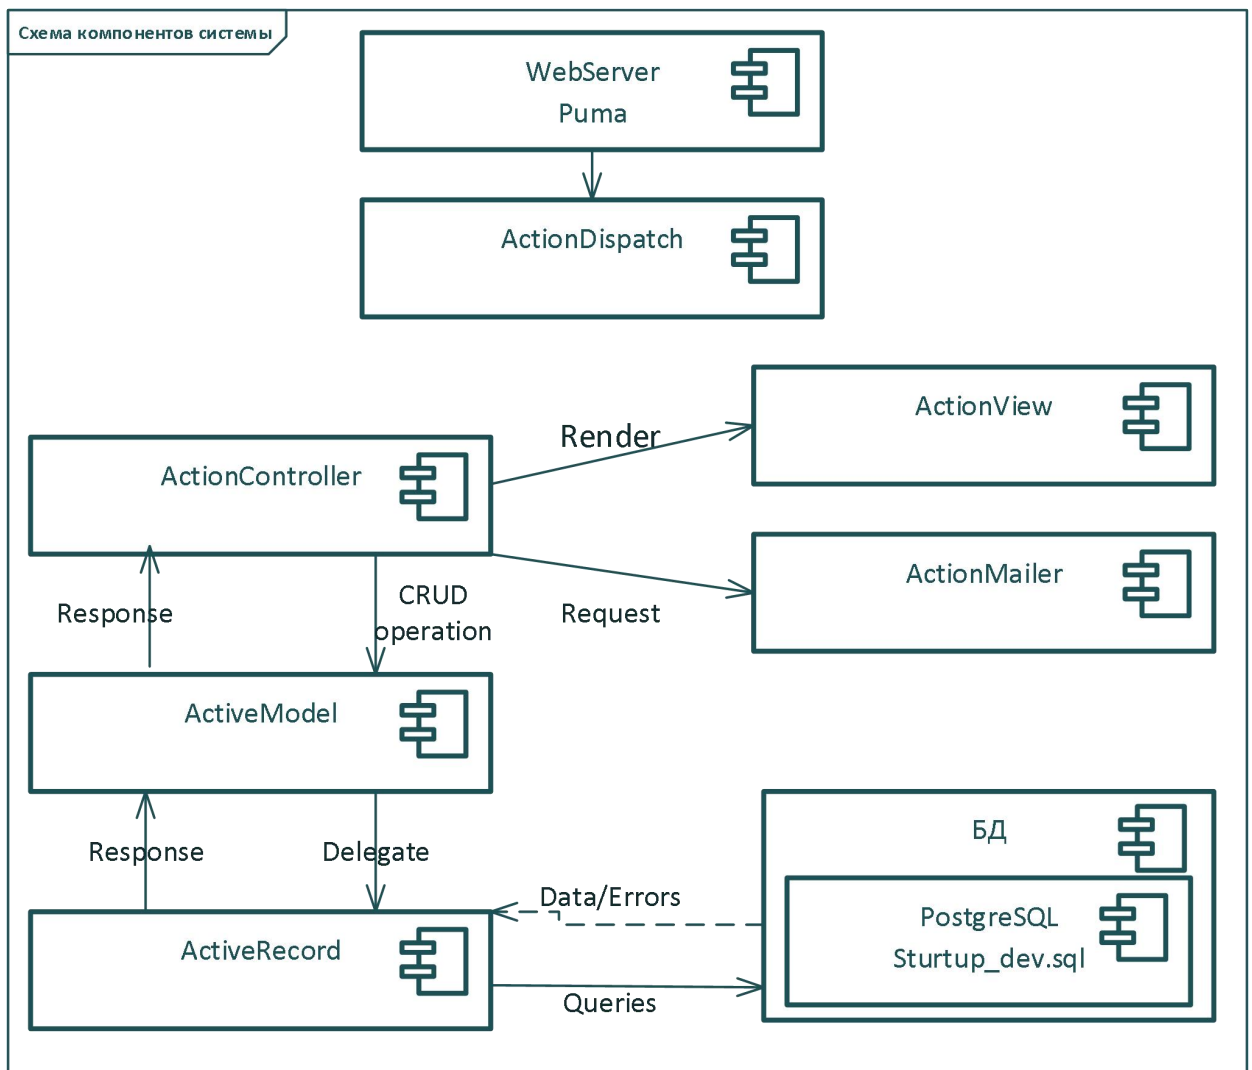 Схема компонентов системы
WebServer
Puma
ActionDispatch
ActionView
Render
ActionController
ActionMailer
Request
Response
CRUD
operation
ActiveModel
Response
Delegate
БД
Data/Errors
PostgreSQL
Sturtup_dev.sql
ActiveRecord
Queries